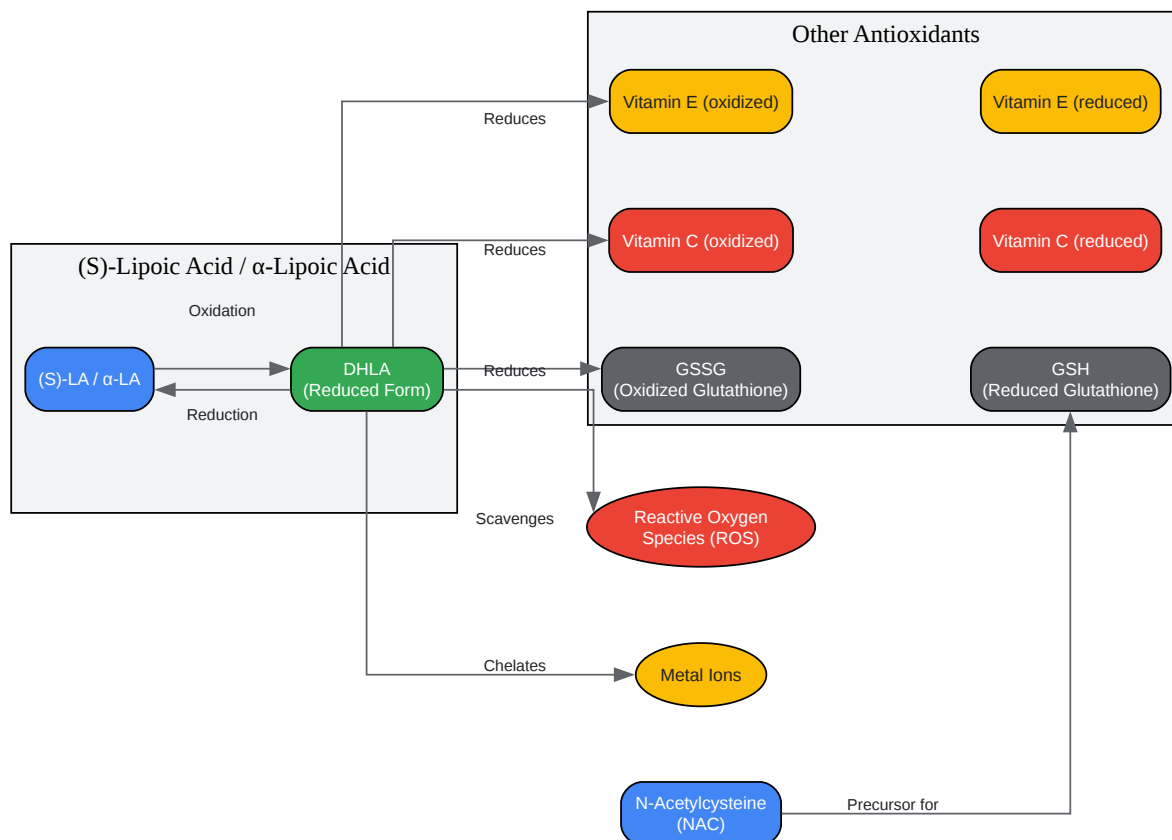 Other Antioxidants
Vitamin E (oxidized)
Vitamin E (reduced)
Reduces
Vitamin C (oxidized)
Vitamin C (reduced)
Reduces
(S)-Lipoic Acid / α-Lipoic Acid
Oxidation
(S)-LA / α-LA
DHLA
(Reduced Form)
Reduces
GSSG
(Oxidized Glutathione)
GSH
(Reduced Glutathione)
Reduction
Scavenges
Reactive Oxygen
Species (ROS)
Chelates
Metal Ions
N-Acetylcysteine
(NAC)
Precursor for